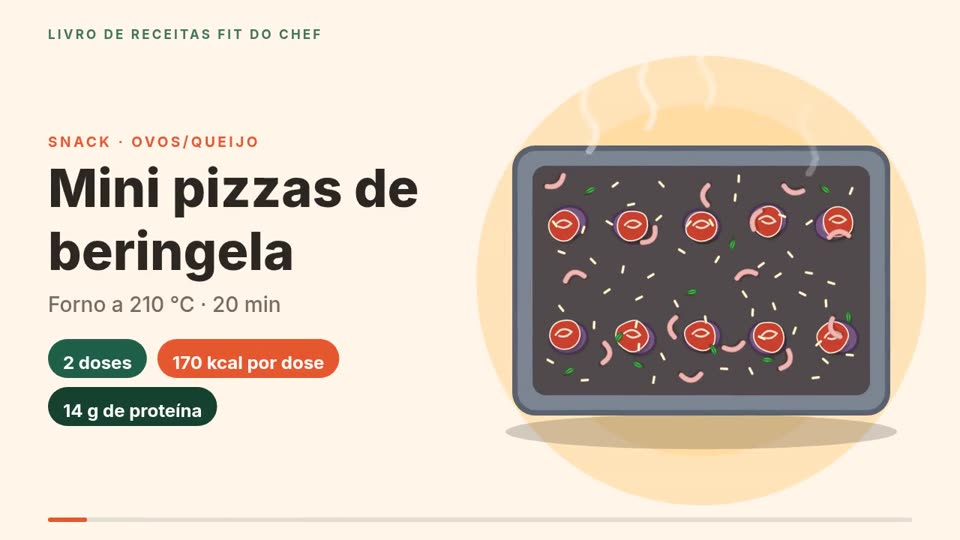 LIVRO DE RECEITAS FIT DO CHEF
SNACK · OVOS/QUEIJO
Mini pizzas de
beringela
Forno a 210 °C · 20 min
2 doses
170 kcal por dose
14 g de proteína